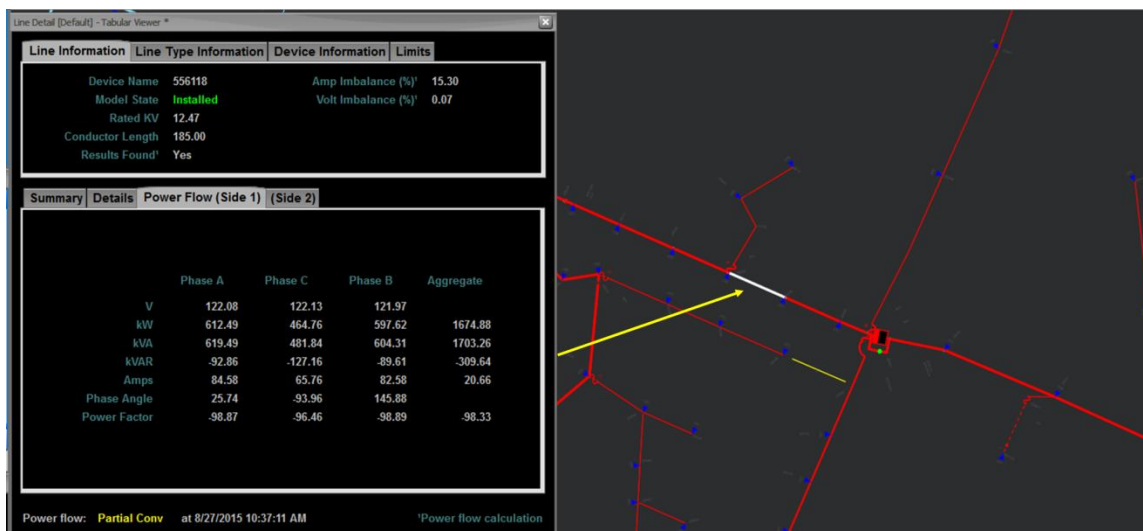 Line Detail [Default] - Tabular Viewer *
Line Information Line Type Information Device Information Limits
Device Name 556118 Amp Imbalance (%)¹ 15.30
Model State Installed Volt Imbalance (%)¹ 0.07
Rated KV 12.47
Conductor Length 185.00
Results Found¹ Yes
Summary Details Power Flow (Side 1) (Side 2)
Phase A Phase C Phase B Aggregate
V 122.08 122.13 121.97
kW 612.49 464.76 597.62 1674.88
kVA 619.49 481.84 604.31 1703.26
kVAR -92.86 -127.16 -89.61 -309.64
Amps 84.58 65.76 82.58 20.66
Phase Angle 25.74 -93.96 145.88
Power Factor -98.87 -96.46 -98.89 -98.33
Power flow: Partial Conv at 8/27/2015 10:37:11 AM ¹Power flow calculation